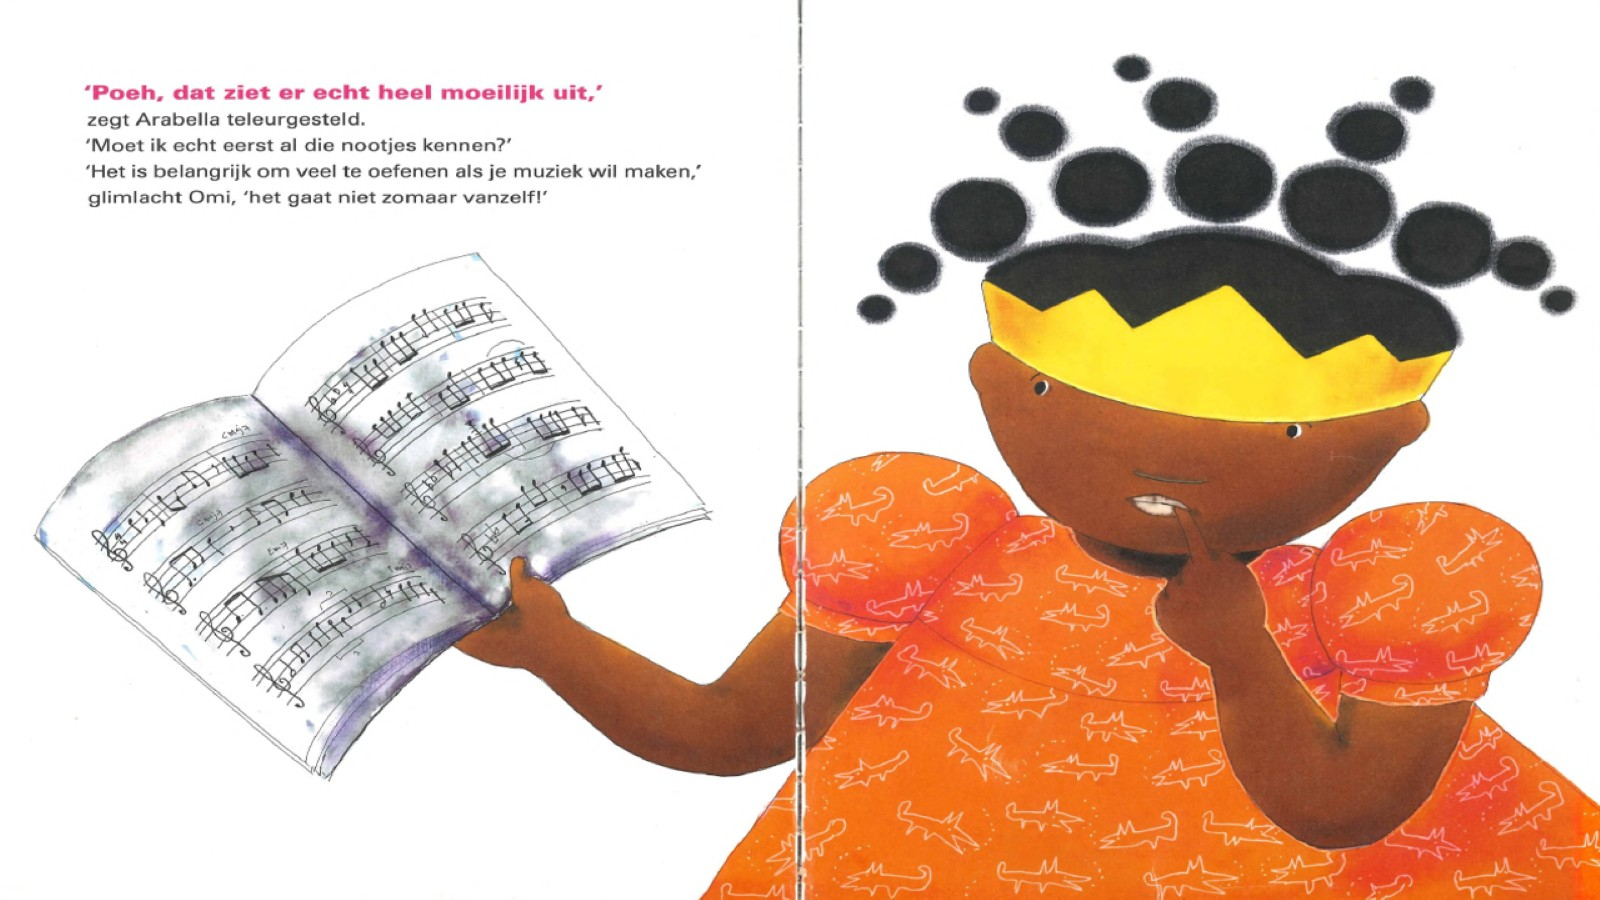 ‘Poeh, dat ziet er echt heel moeilijk uit,’
zegt Arabella teleurgesteld.
‘Moet ik echt eerst al die nootjes kennen?’
‘Het is belangrijk om veel te oefenen als je muziek wil maken,’
glimlacht Omi, ‘het gaat niet zomaar vanzelf!’